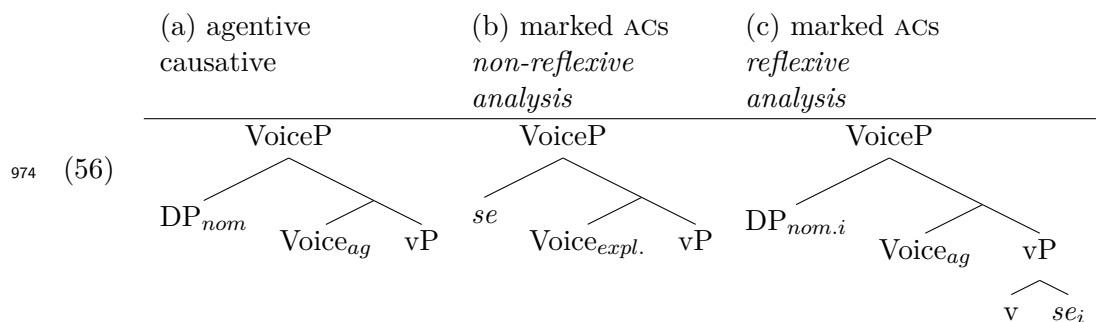 (a) agentive (b) marked ACs (c) marked ACs
causative non-reflexive reflexive
analysis analysis
VoiceP VoiceP VoiceP
974 (56)
DPnom se DPnom.i
Voiceag vP Voiceexpl. vP Voiceag vP
v sei